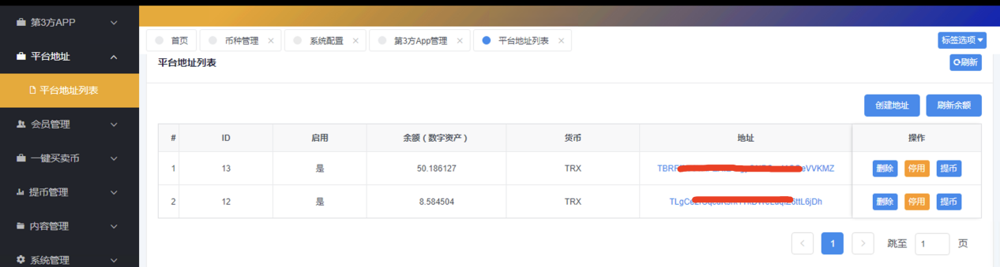 第3方APP
平台地址
平台地址列表
会员管理
一键买卖币
提币管理
内容管理
系统管理
首页 币种管理 系统配置 第3方App管理 平台地址列表 标签选项
平台地址列表 刷新
创建地址 刷新余额
# ID 启用 余额（数字资产） 货币 地址 操作
1 13 是 50.186127 TRX 删除 停用 提币
2 12 是 8.584504 TRX 删除 停用 提币
1 跳至 1 页